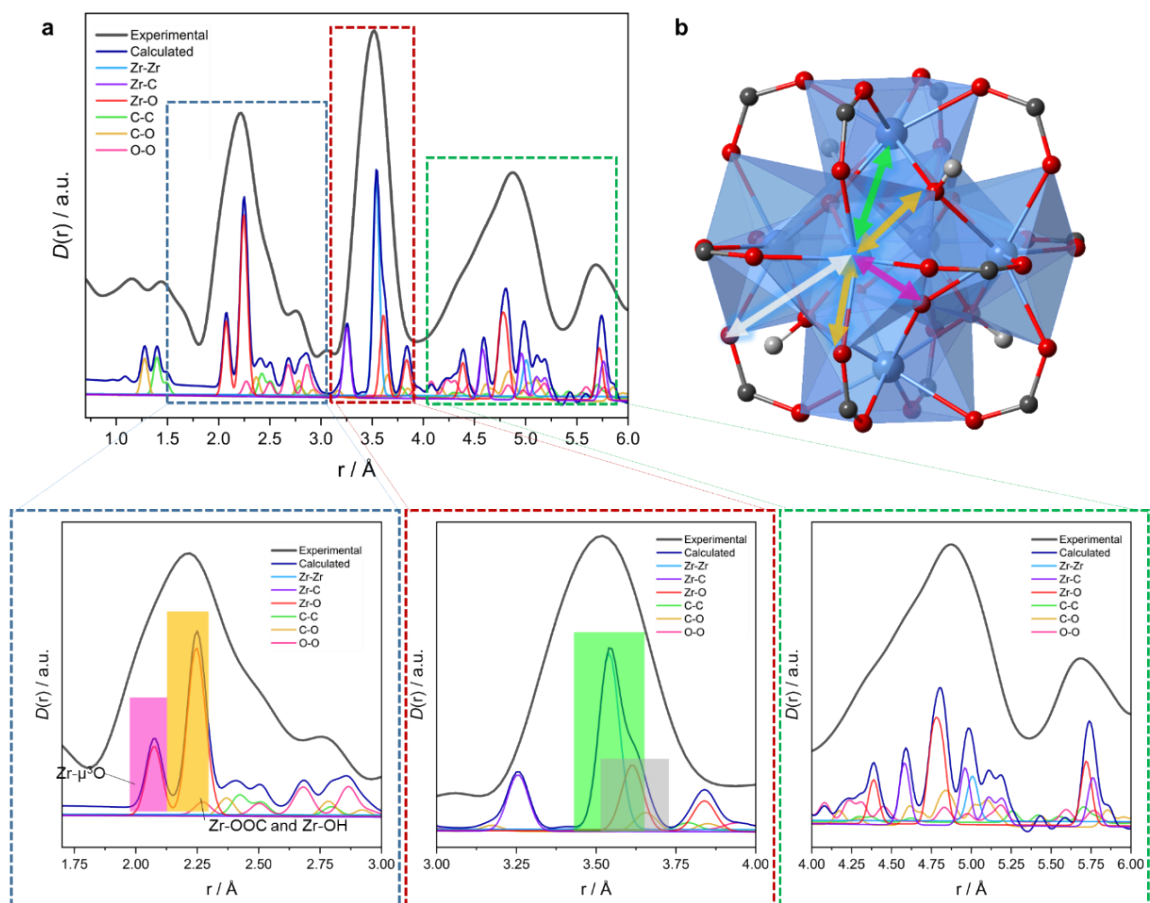 a
b
Experimental
Calculated
Zr-Zr
Zr-C
Zr-O
C-C
C-O
O-O
D(r) / a.u.
1.0 1.5 2.0 2.5 3.0 3.5 4.0 4.5 5.0 5.5 6.0
r / Å
Experimental
Calculated
Zr-Zr
Zr-C
Zr-O
C-C
C-O
O-O
D(r) / a.u.
Zr-μ³O
Zr-OOC and Zr-OH
1.75 2.00 2.25 2.50 2.75 3.00
r / Å
Experimental
Calculated
Zr-Zr
Zr-C
Zr-O
C-C
C-O
O-O
D(r) / a.u.
3.00 3.25 3.50 3.75 4.00
r / Å
Experimental
Calculated
Zr-Zr
Zr-C
Zr-O
C-C
C-O
O-O
D(r) / a.u.
4.00 4.25 4.50 4.75 5.00 5.25 5.50 5.75 6.00
r / Å